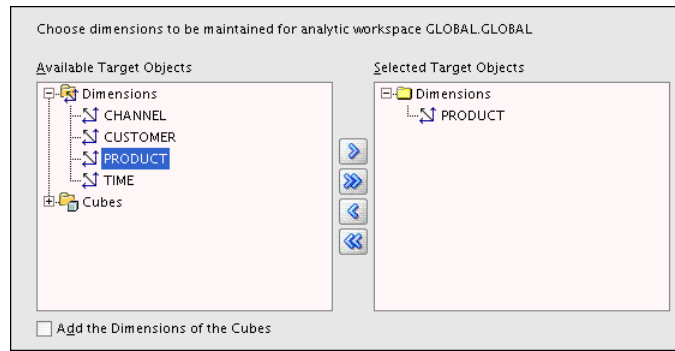 Choose dimensions to be maintained for analytic workspace GLOBAL.GLOBAL
Available Target Objects
Dimensions
CHANNEL
CUSTOMER
PRODUCT
TIME
Cubes
Selected Target Objects
Dimensions
PRODUCT
Add the Dimensions of the Cubes